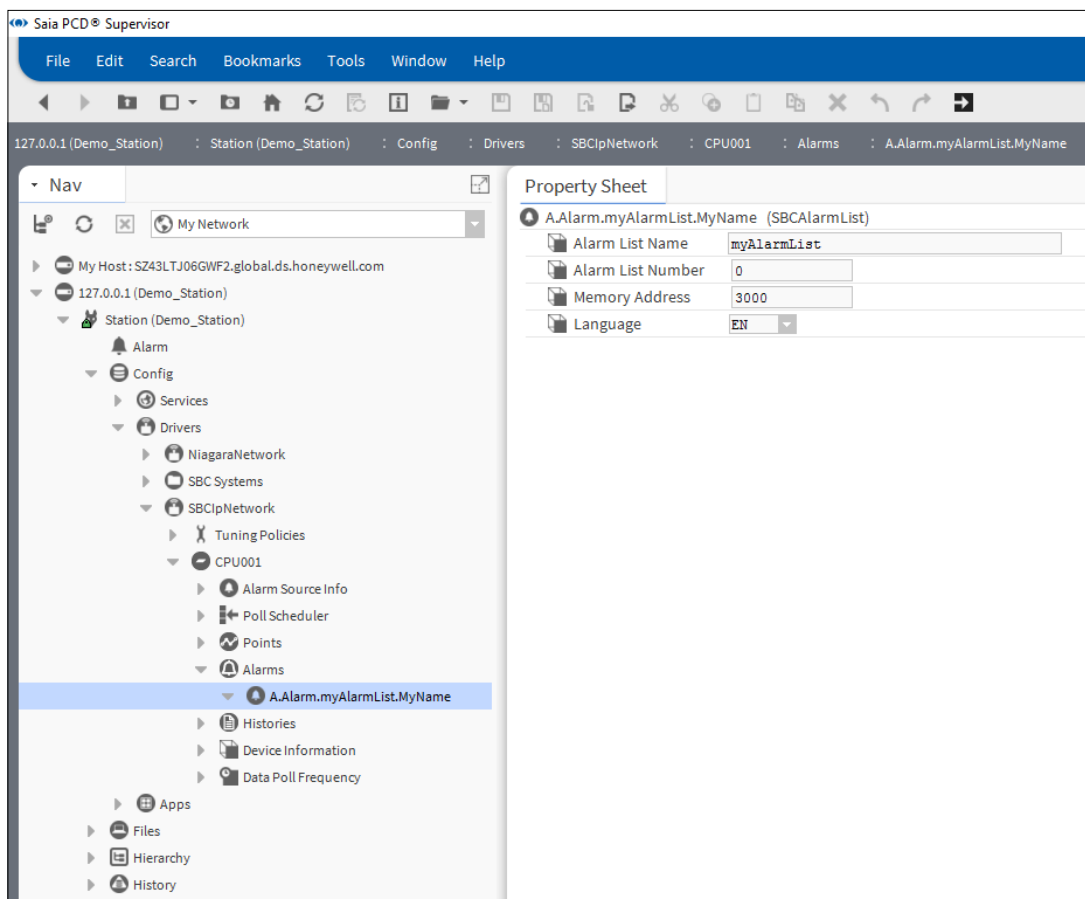 Saia PCD® Supervisor
File Edit Search Bookmarks Tools Window Help
127.0.0.1 (Demo_Station) : Station (Demo_Station) : Config : Drivers : SBCIpNetwork : CPU001 : Alarms : A.Alarm.myAlarmList.MyName
Nav
My Network
My Host : SZ43LTJ06GWF2.global.ds.honeywell.com
127.0.0.1 (Demo_Station)
Station (Demo_Station)
Alarm
Config
Services
Drivers
NiagaraNetwork
SBC Systems
SBCIpNetwork
Tuning Policies
CPU001
Alarm Source Info
Poll Scheduler
Points
Alarms
A.Alarm.myAlarmList.MyName
Histories
Device Information
Data Poll Frequency
Apps
Files
Hierarchy
History
Property Sheet
A.Alarm.myAlarmList.MyName (SBCAlarmList)
Alarm List Name myAlarmList
Alarm List Number 0
Memory Address 3000
Language EN